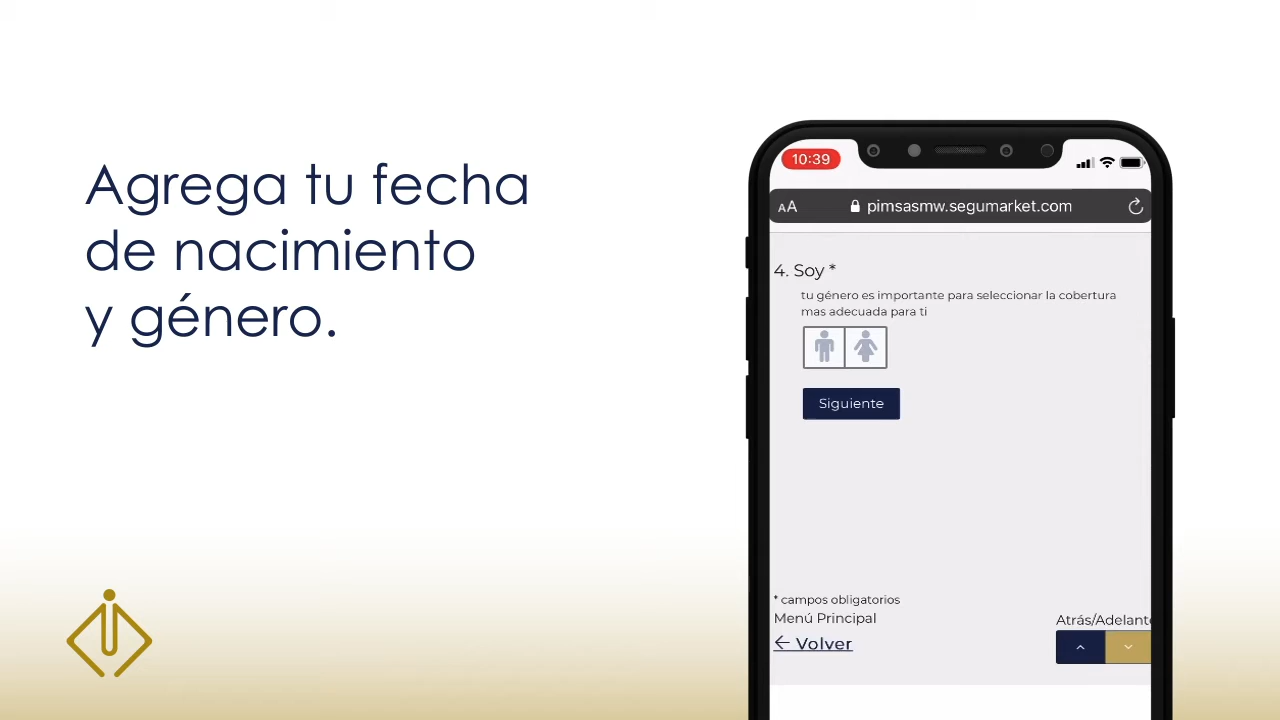 Agrega tu fecha
de nacimiento
y género.
10:39
AA
pimsasmw.segumarket.com
4. Soy *
tu género es importante para seleccionar la cobertura
mas adecuada para ti
Siguiente
* campos obligatorios
Menú Principal
Atrás/Adelante
← Volver